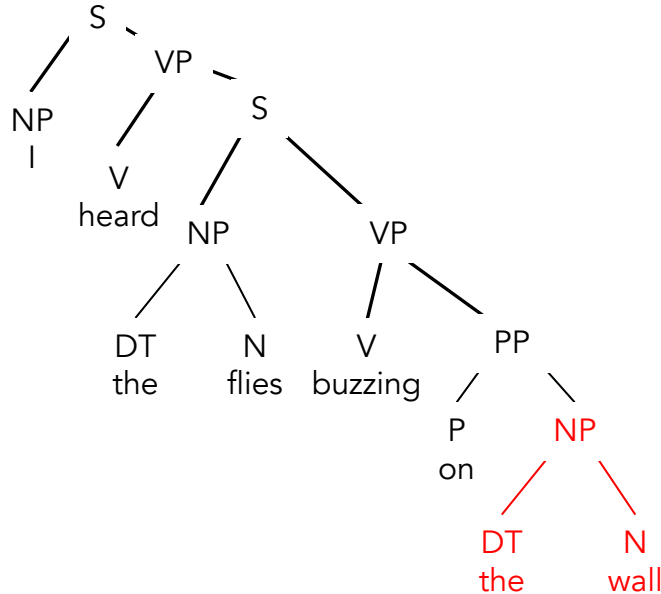 S
VP
S
NP
I
V
heard
NP
VP
DT
the
N
flies
V
buzzing
PP
P
on
NP
DT
the
N
wall